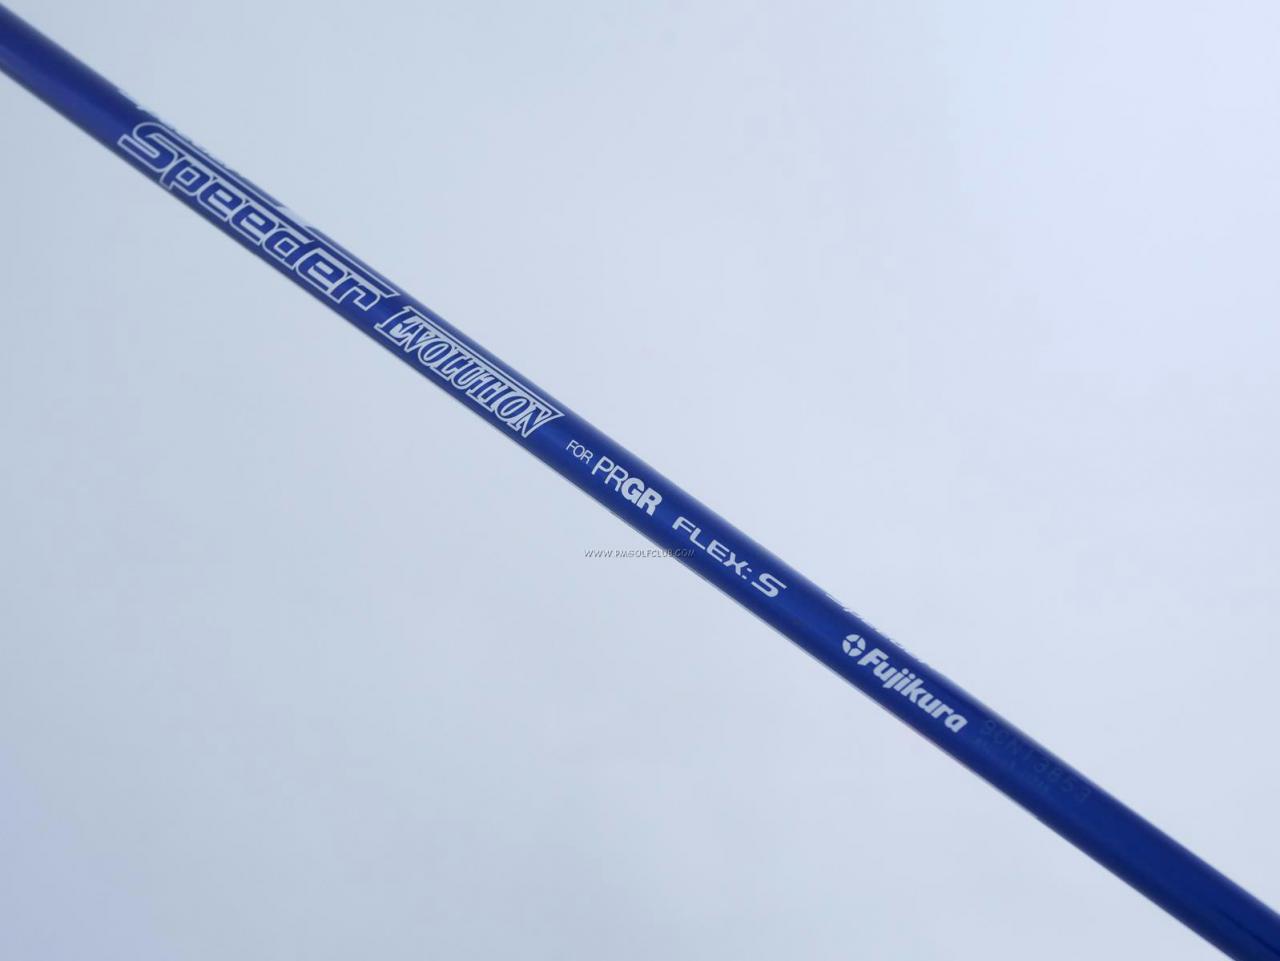 Speeder EVOLUTION FOR PRGR FLEX: S
Fujikura
WWW.PMGOLFCLUB.COM